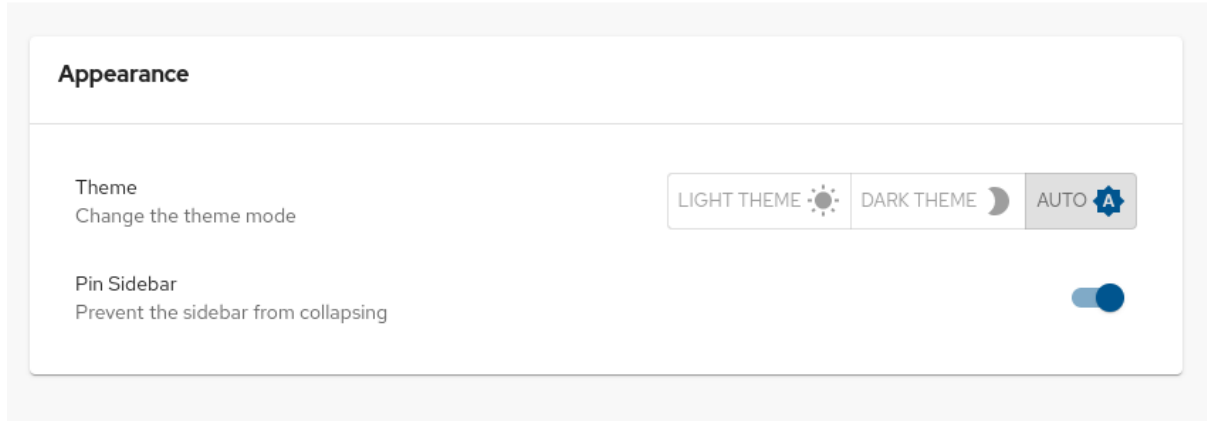 Appearance
Theme
Change the theme mode
LIGHT THEME DARK THEME AUTO A
Pin Sidebar
Prevent the sidebar from collapsing